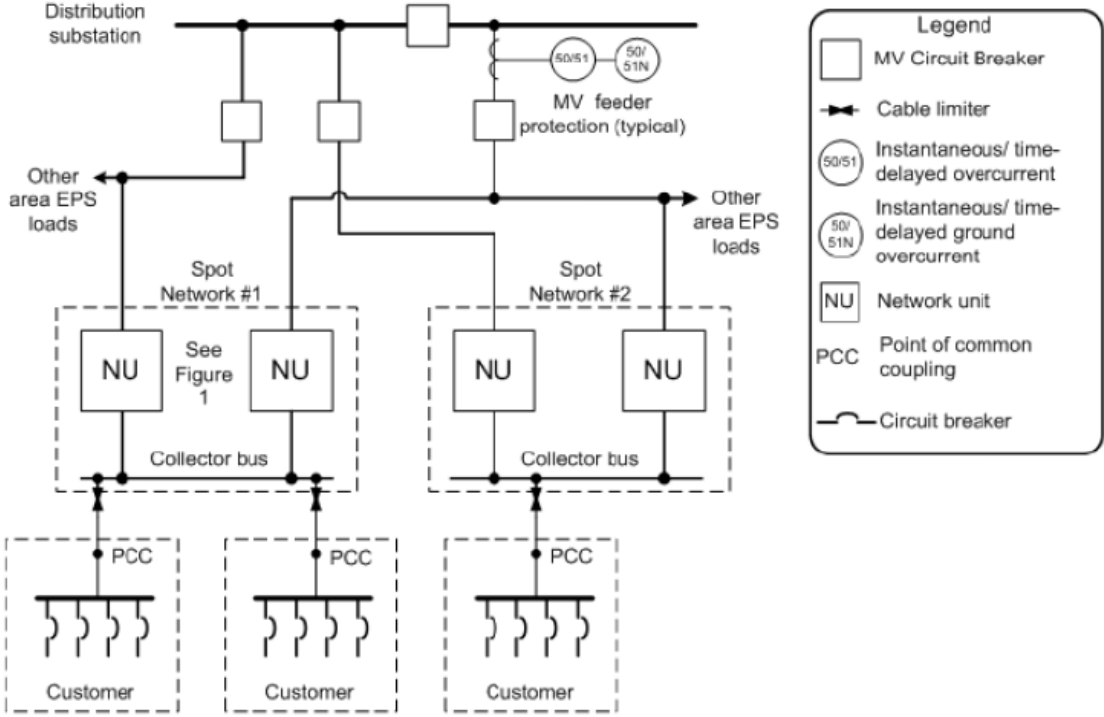 Distribution
substation
50/51
50/
51N
MV feeder
protection (typical)
Other
area EPS
loads
Other
area EPS
loads
Spot
Network #1
Spot
Network #2
NU
See
Figure
1
NU
NU
NU
Collector bus
Collector bus
PCC
PCC
PCC
Customer
Customer
Customer
Legend
MV Circuit Breaker
Cable limiter
50/51
Instantaneous/ time-
delayed overcurrent
50/
51N
Instantaneous/ time-
delayed ground
overcurrent
NU
Network unit
PCC
Point of common
coupling
Circuit breaker